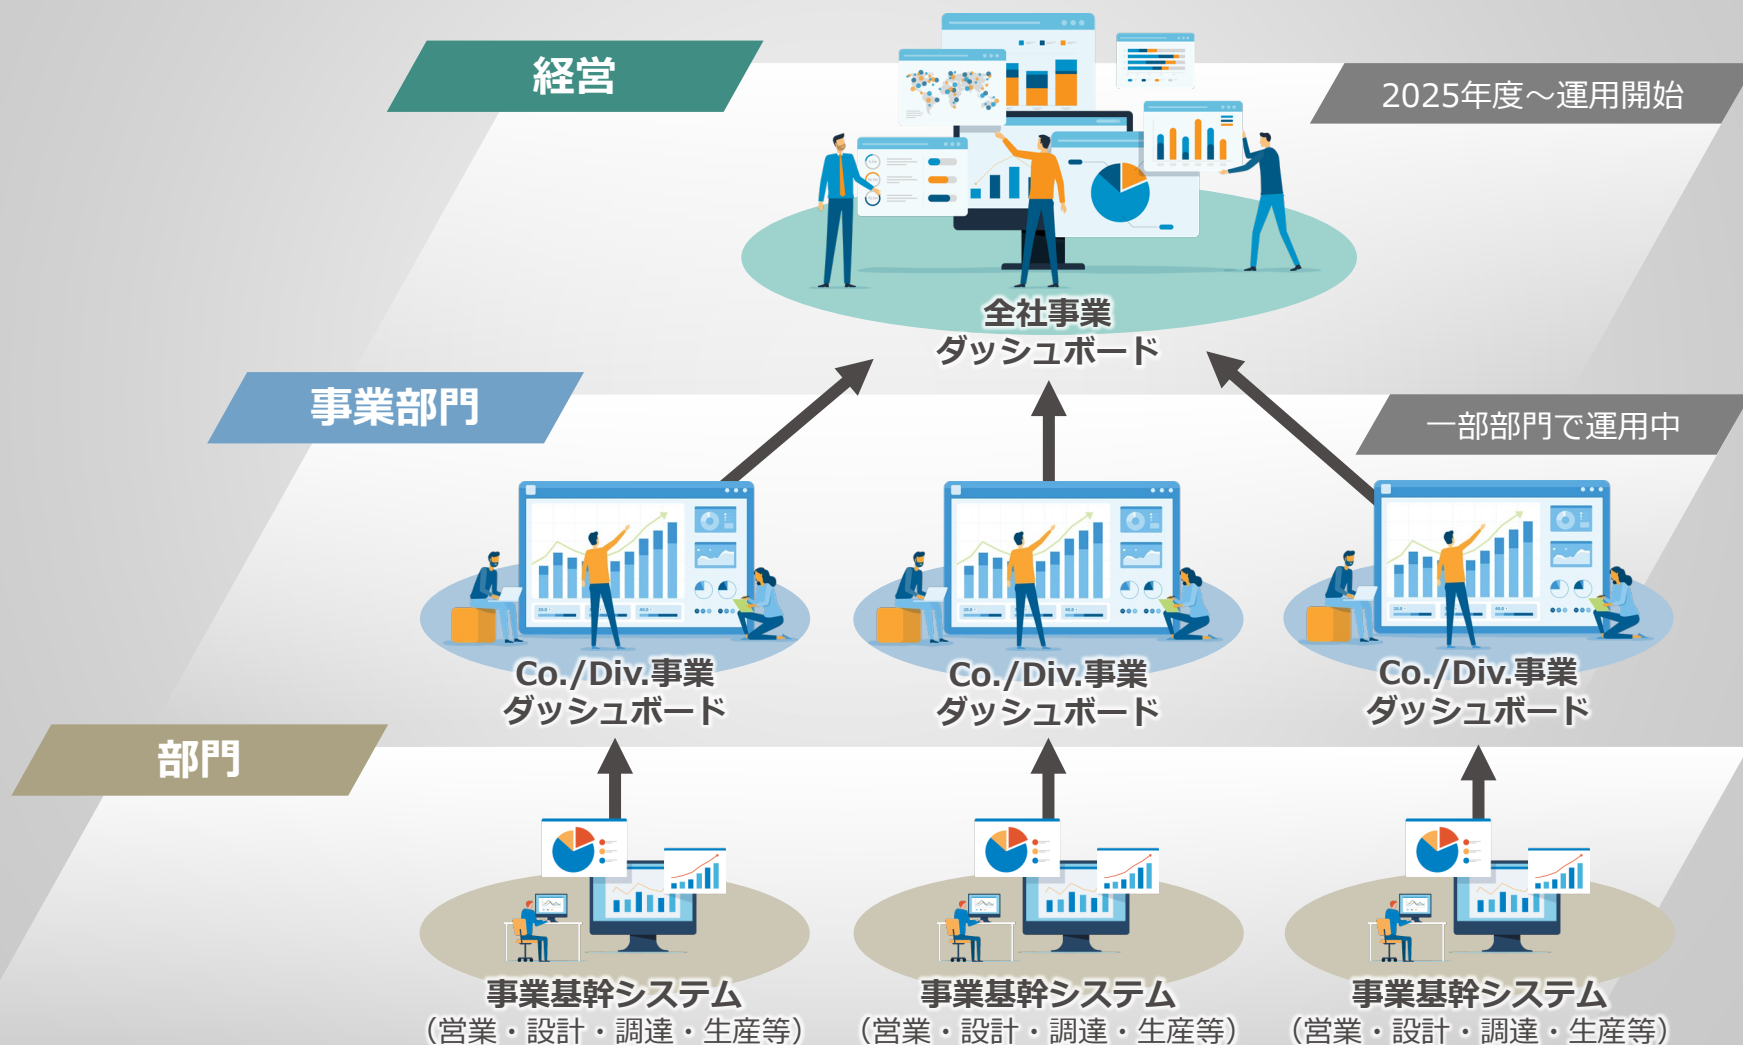 経営
2025年度～運用開始
全社事業
ダッシュボード
事業部門
一部部門で運用中
Co./Div.事業
ダッシュボード
Co./Div.事業
ダッシュボード
Co./Div.事業
ダッシュボード
部門
事業基幹システム
（営業・設計・調達・生産等）
事業基幹システム
（営業・設計・調達・生産等）
事業基幹システム
（営業・設計・調達・生産等）